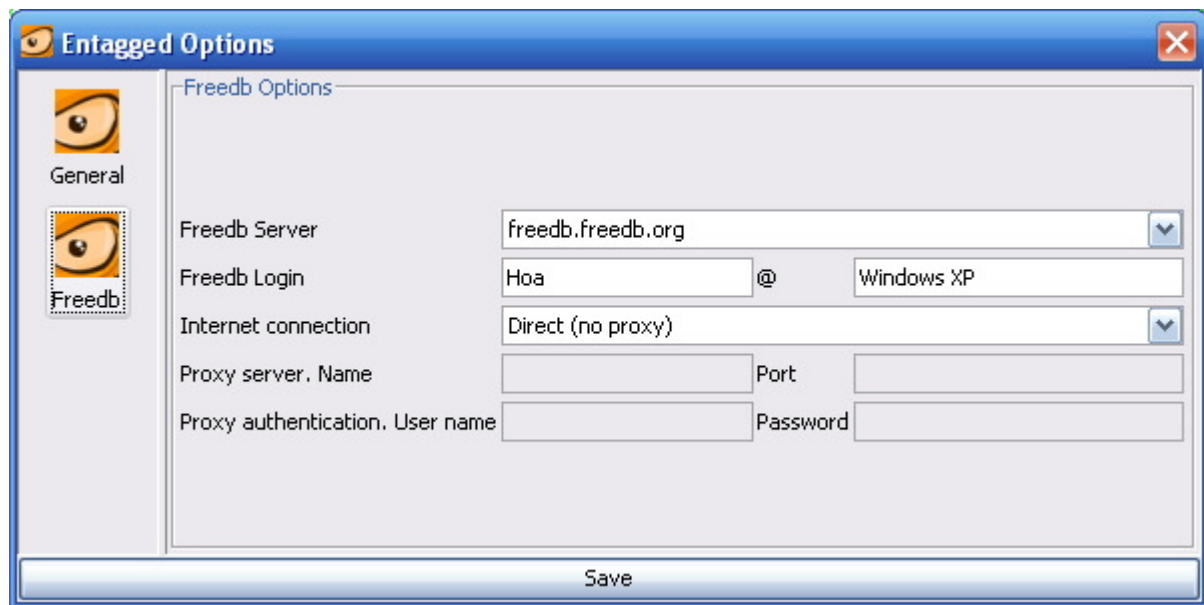 Entagged Options
General
Freedb
Freedb Options
Freedb Server freedb.freedb.org
Freedb Login Hoa @ Windows XP
Internet connection Direct (no proxy)
Proxy server. Name Port
Proxy authentication. User name Password
Save